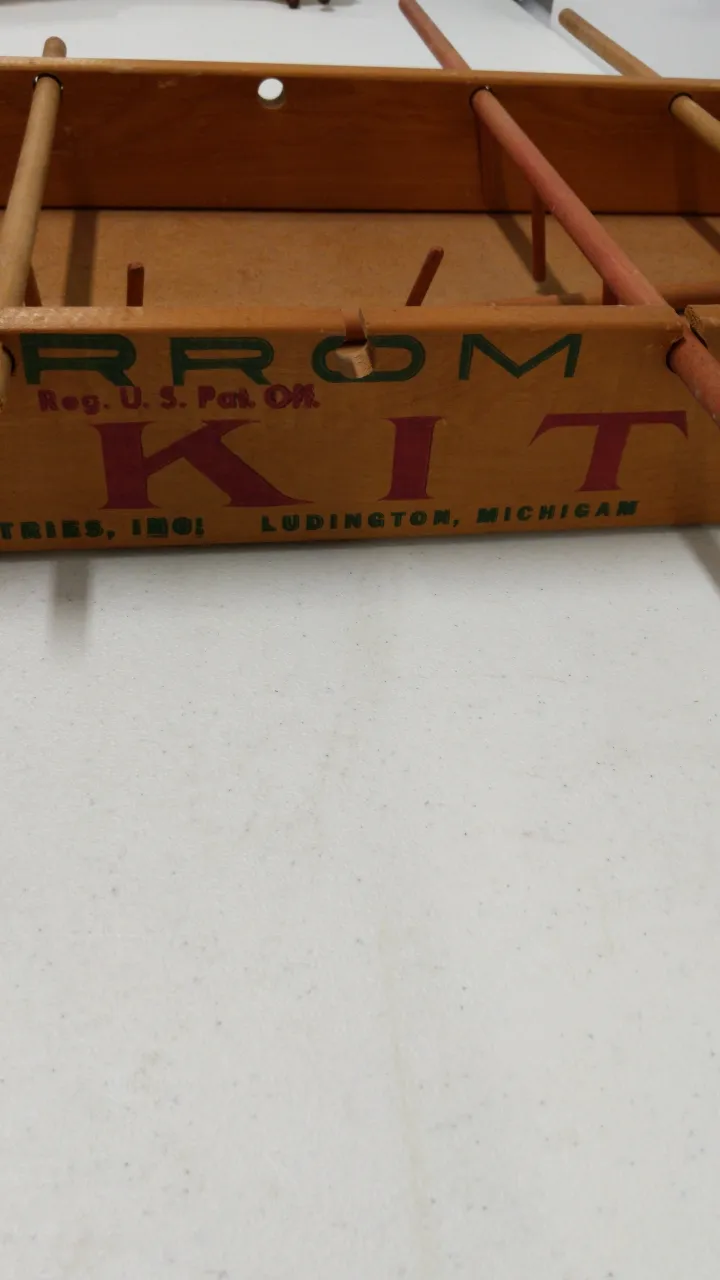 RROM
Reg. U. S. Pat. Off.
KIT
TRIES, INC. LUDINGTON, MICHIGAN